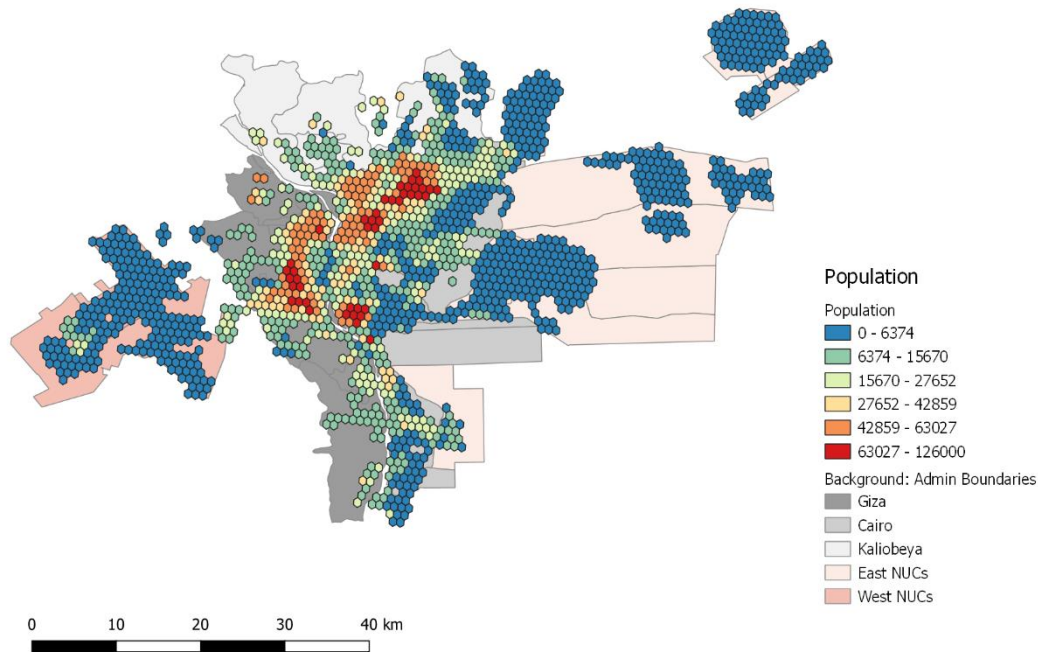 Population
Population
0 - 6374
6374 - 15670
15670 - 27652
27652 - 42859
42859 - 63027
63027 - 126000
Background: Admin Boundaries
Giza
Cairo
Kaliobeya
East NUCs
West NUCs
0 10 20 30 40 km